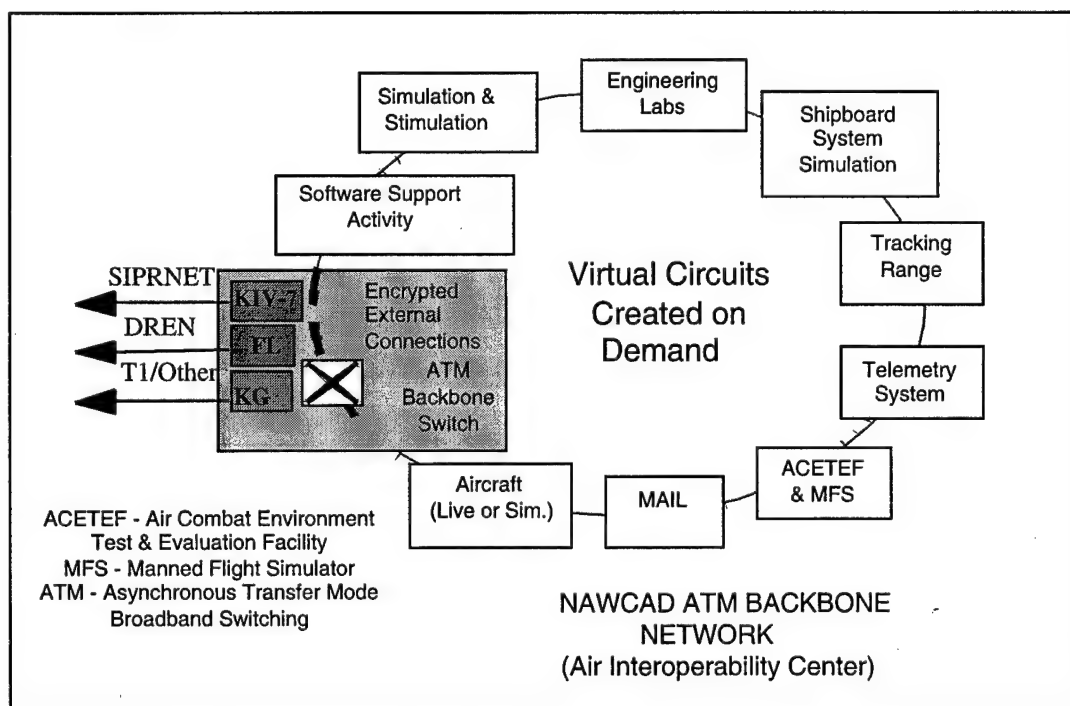 Engineering
Labs
Simulation &
Stimulation
Shipboard
System
Simulation
Software Support
Activity
Tracking
Range
SIPRNET
KIV-7
Encrypted
External
Connections
Virtual Circuits
Created on
Demand
DREN
FL
T1/Other
KG
ATM
Backbone
Switch
Telemetry
System
ACETEF
& MFS
Aircraft
(Live or Sim.)
MAIL
ACETEF - Air Combat Environment
Test & Evaluation Facility
MFS - Manned Flight Simulator
ATM - Asynchronous Transfer Mode
Broadband Switching
NAWCAD ATM BACKBONE
NETWORK
(Air Interoperability Center)